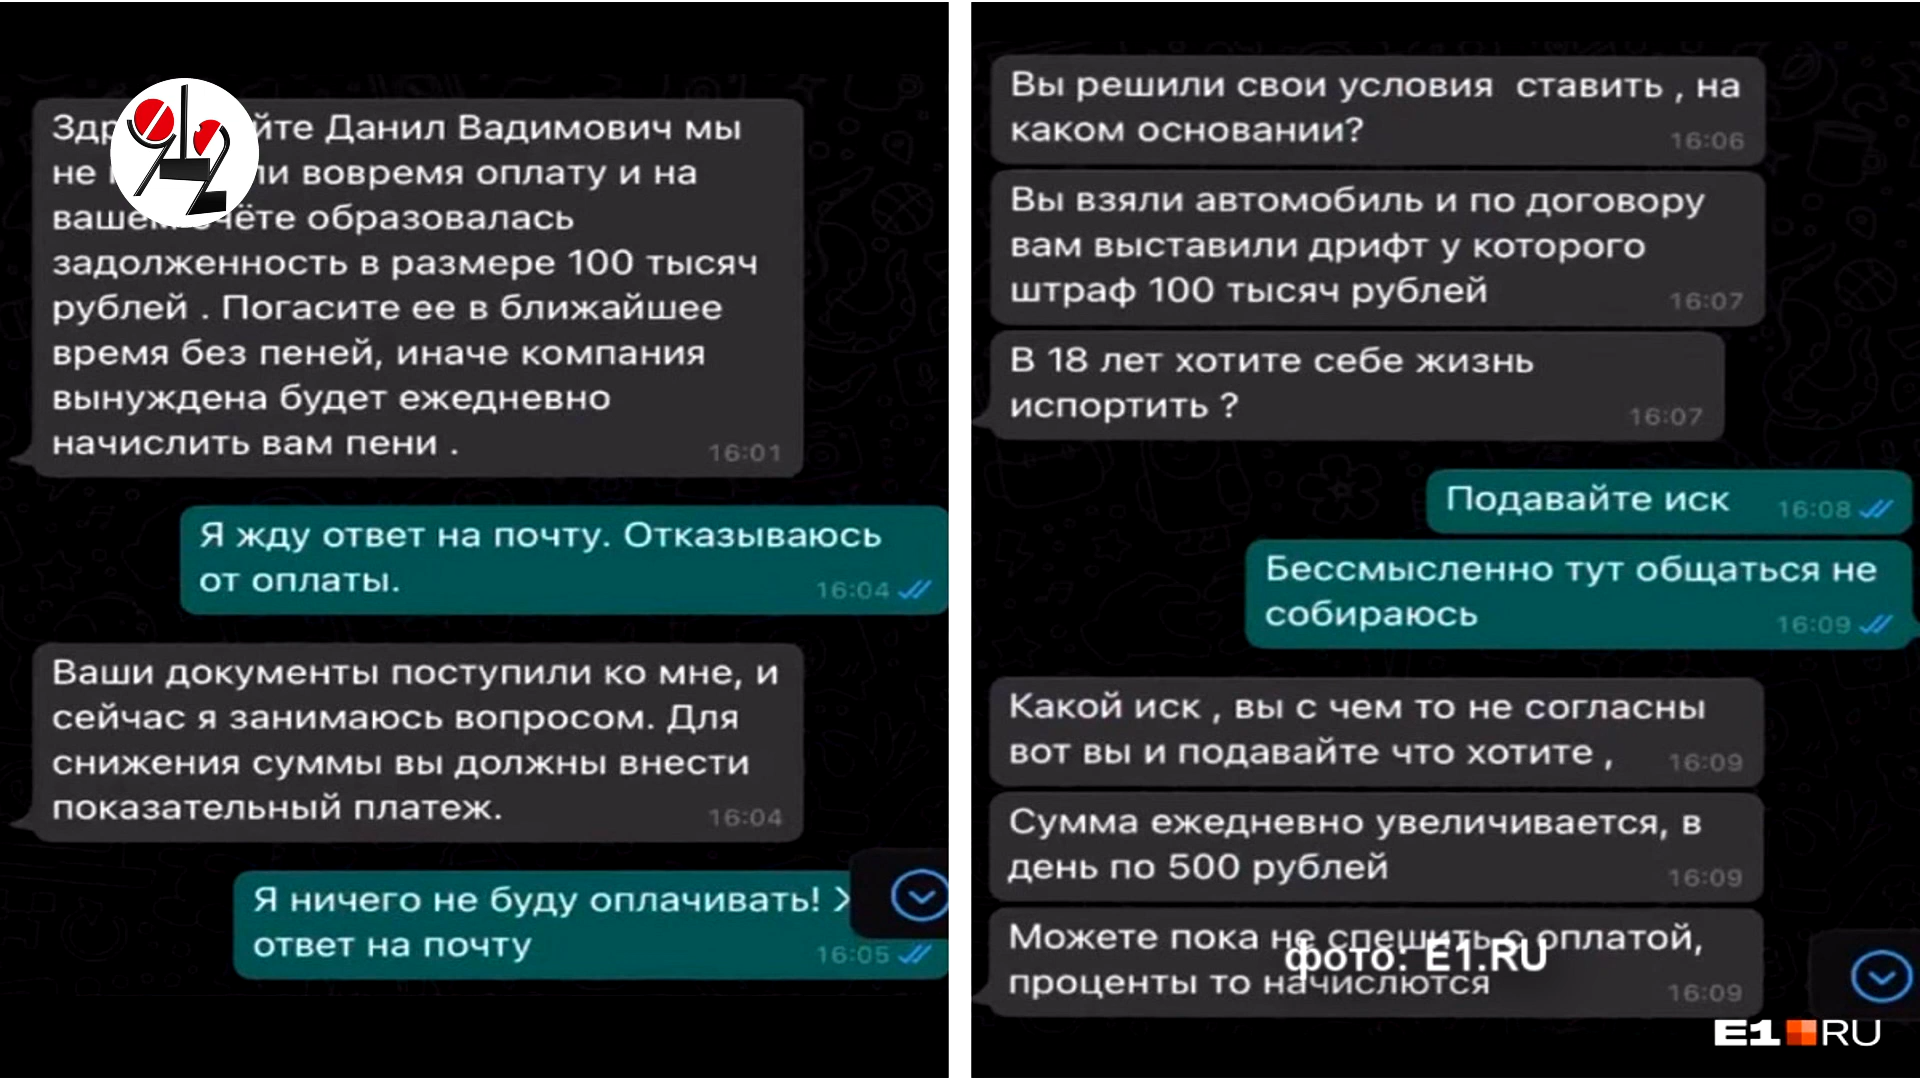 Здр йте Данил Вадимович мы
не ли вовремя оплату и на
вашем чёте образовалась
задолженность в размере 100 тысяч
рублей . Погасите ее в ближайшее
время без пеней, иначе компания
вынуждена будет ежедневно
начислить вам пени .
16:01
Я жду ответ на почту. Отказываюсь
от оплаты.
16:04
Ваши документы поступили ко мне, и
сейчас я занимаюсь вопросом. Для
снижения суммы вы должны внести
показательный платеж.
16:04
Я ничего не буду оплачивать!
ответ на почту
16:05
Вы решили свои условия ставить , на
каком основании?
16:06
Вы взяли автомобиль и по договору
вам выставили дрифт у которого
штраф 100 тысяч рублей
16:07
В 18 лет хотите себе жизнь
испортить ?
16:07
Подавайте иск
16:08
Бессмысленно тут общаться не
собираюсь
16:09
Какой иск , вы с чем то не согласны
вот вы и подавайте что хотите ,
16:09
Сумма ежедневно увеличивается, в
день по 500 рублей
16:09
Можете пока не спешить с оплатой,
проценты то начислются
16:09
фото: E1.RU
E1 RU